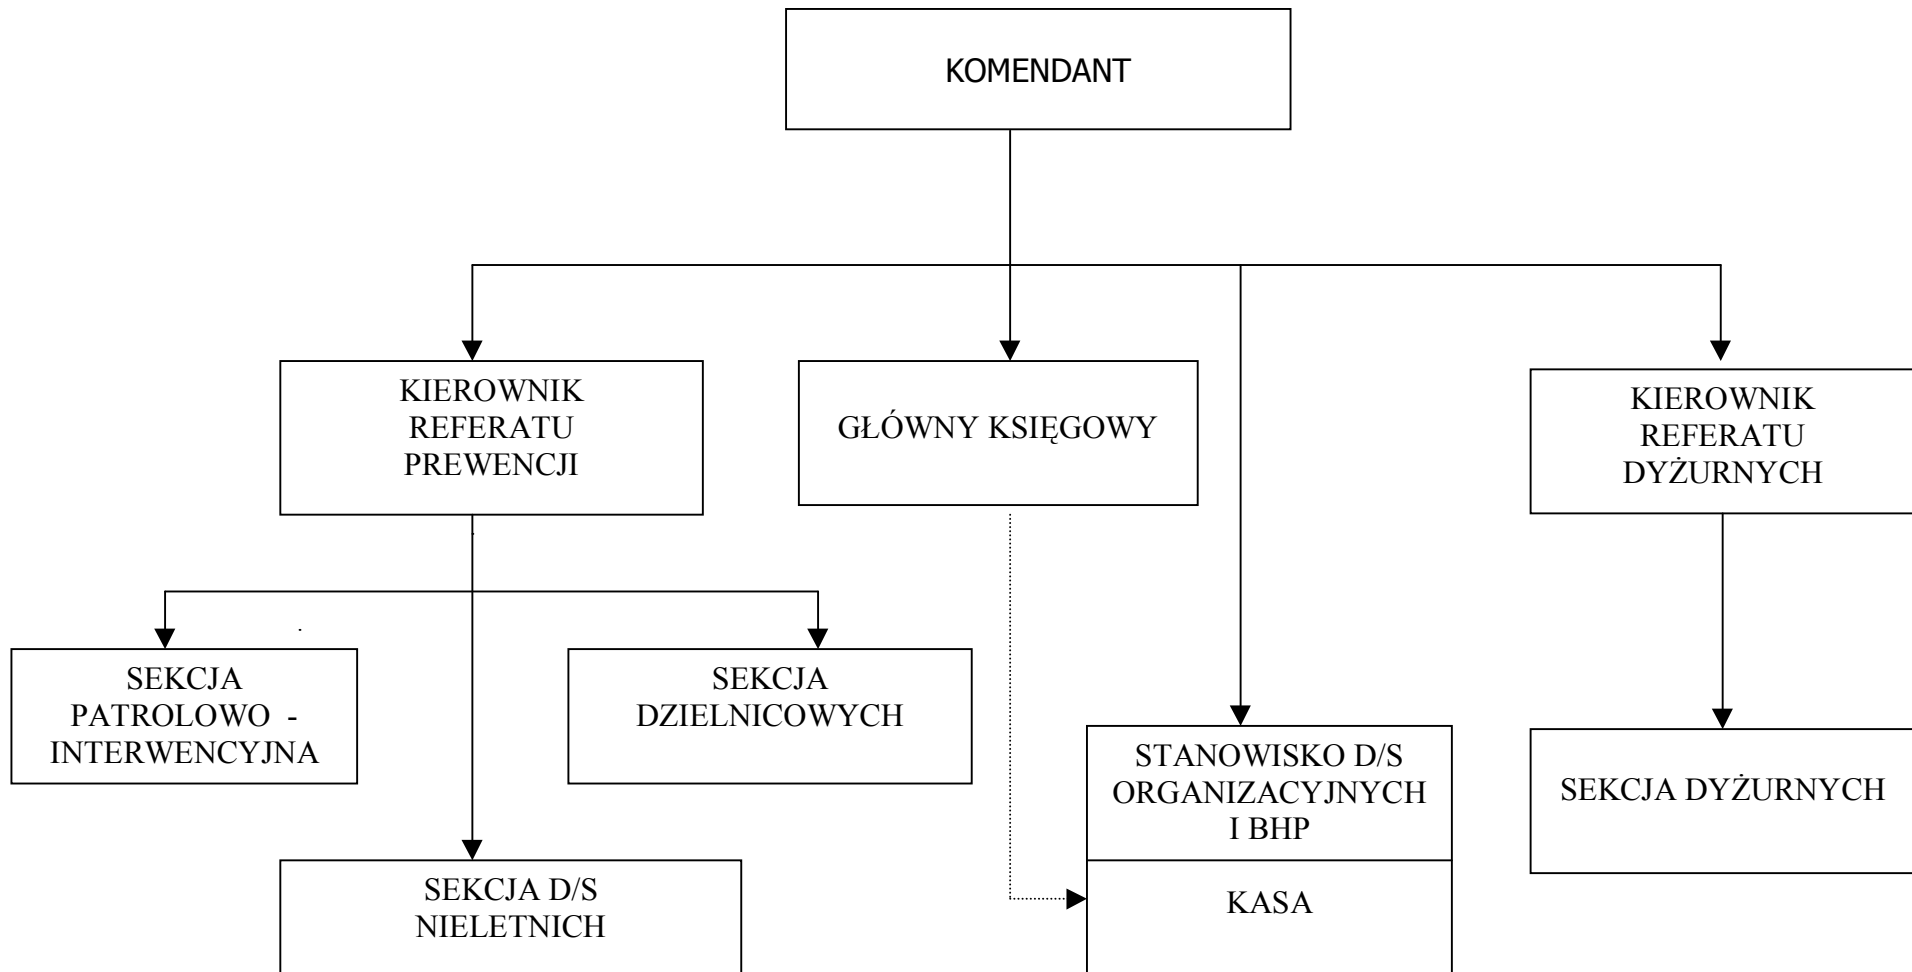 KOMENDANT
KIEROWNIK
REFERATU
PREWENCJI
GŁÓWNY KSIĘGOWY
KIEROWNIK
REFERATU
DYŻURNYCH
SEKCJA
PATROLOWO -
INTERWENCYJNA
SEKCJA
DZIELNICOWYCH
STANOWISKO D/S
ORGANIZACYJNYCH
I BHP
SEKCJA DYŻURNYCH
SEKCJA D/S
NIELETNICH
KASA